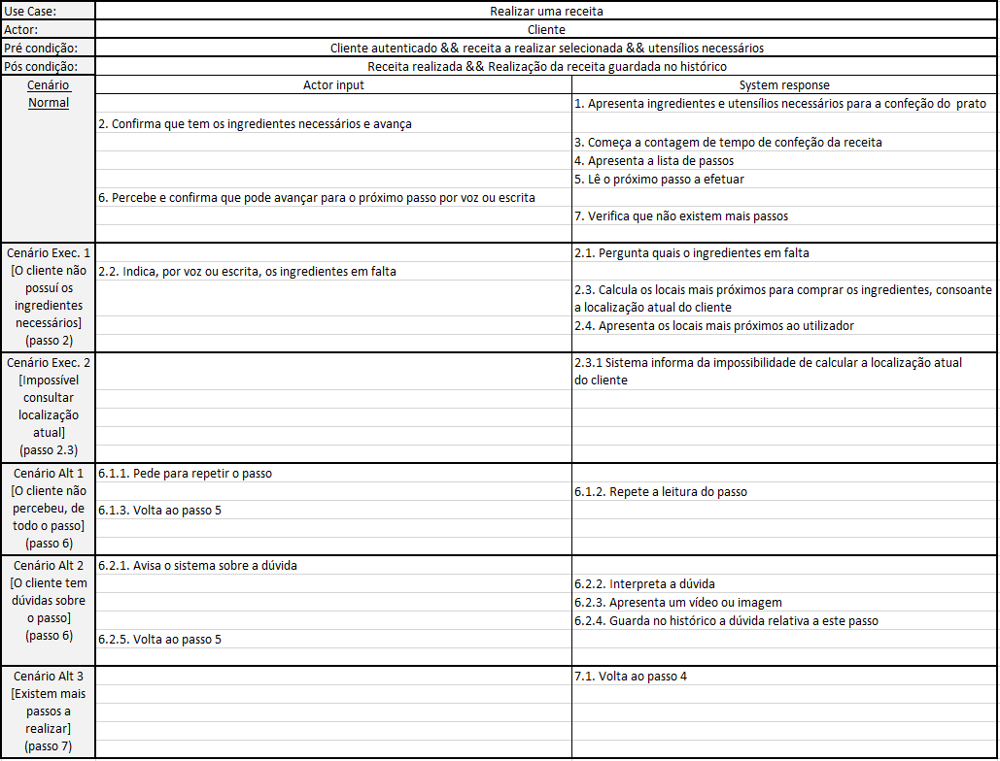 Use Case: Realizar uma receita
Actor: Cliente
Pré condição: Cliente autenticado && receita a realizar selecionada && utensílios necessários
Pós condição: Receita realizada && Realização da receita guardada no histórico
Cenário
Normal
Actor input System response
1. Apresenta ingredientes e utensílios necessários para a confeção do prato
2. Confirma que tem os ingredientes necessários e avança
3. Começa a contagem de tempo de confeção da receita
4. Apresenta a lista de passos
5. Lê o próximo passo a efetuar
6. Percebe e confirma que pode avançar para o próximo passo por voz ou escrita
7. Verifica que não existem mais passos
Cenário Exec. 1
[O cliente não
possuí os
ingredientes
necessários]
(passo 2)
2.1. Pergunta quais o ingredientes em falta
2.2. Indica, por voz ou escrita, os ingredientes em falta
2.3. Calcula os locais mais próximos para comprar os ingredientes, consoante
a localização atual do cliente
2.4. Apresenta os locais mais próximos ao utilizador
Cenário Exec. 2
[Impossível
consultar
localização
atual]
(passo 2.3)
2.3.1 Sistema informa da impossibilidade de calcular a localização atual
do cliente
Cenário Alt 1
[O cliente não
percebeu, de
todo o passo]
(passo 6)
6.1.1. Pede para repetir o passo
6.1.2. Repete a leitura do passo
6.1.3. Volta ao passo 5
Cenário Alt 2
[O cliente tem
dúvidas sobre
o passo]
(passo 6)
6.2.1. Avisa o sistema sobre a dúvida
6.2.2. Interpreta a dúvida
6.2.3. Apresenta um vídeo ou imagem
6.2.4. Guarda no histórico a dúvida relativa a este passo
6.2.5. Volta ao passo 5
Cenário Alt 3
[Existem mais
passos a
realizar]
(passo 7)
7.1. Volta ao passo 4